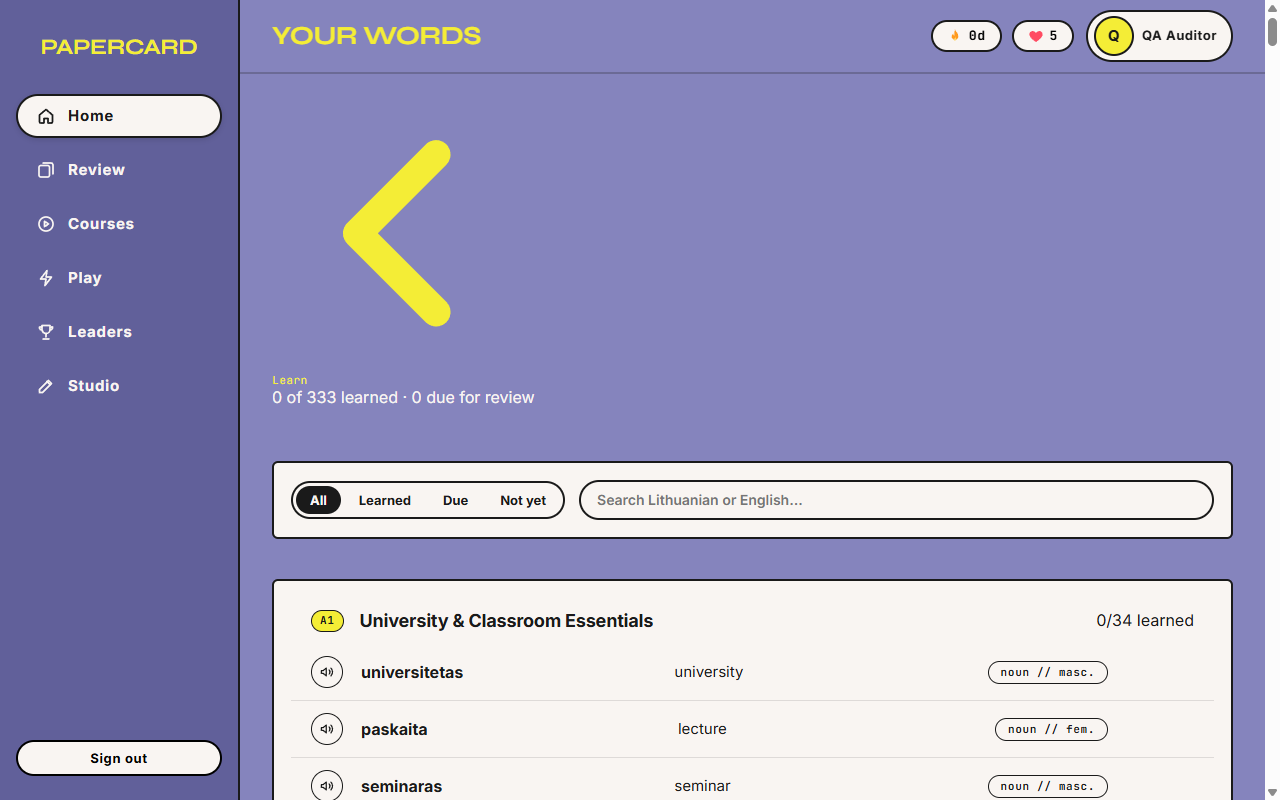 PAPERCARD
Home
Review
Courses
Play
Leaders
Studio
Sign out
YOUR WORDS
0d
5
Q
QA Auditor
Learn
0 of 333 learned · 0 due for review
All
Learned
Due
Not yet
Search Lithuanian or English...
A1
University & Classroom Essentials
0/34 learned
universitetas
university
noun // masc.
paskaita
lecture
noun // fem.
seminaras
seminar
noun // masc.